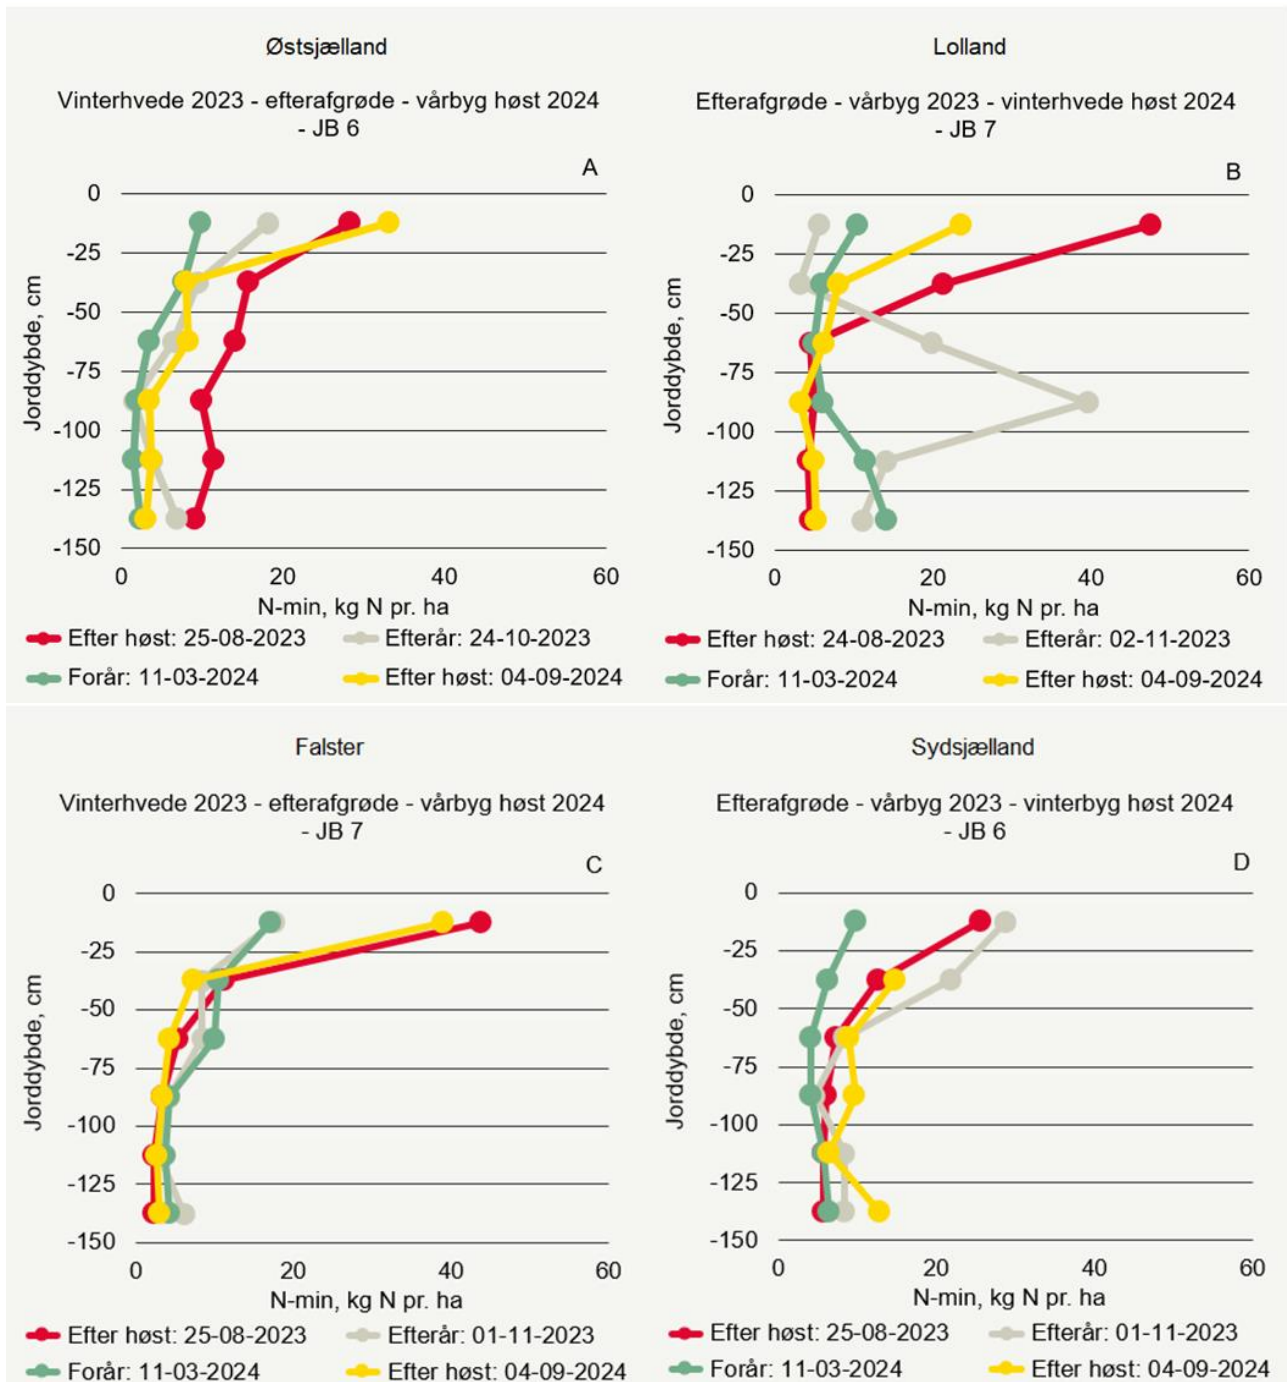 Østsjælland
Vinterhvede 2023 - efterafgrøde - vårbyg høst 2024
- JB 6
A
Jorddybde, cm
0
-25
-50
-75
-100
-125
-150
0 20 40 60
N-min, kg N pr. ha
Efter høst: 25-08-2023 Efterår: 24-10-2023
Forår: 11-03-2024 Efter høst: 04-09-2024
Lolland
Efterafgrøde - vårbyg 2023 - vinterhvede høst 2024
- JB 7
B
Jorddybde, cm
0
-25
-50
-75
-100
-125
-150
0 20 40 60
N-min, kg N pr. ha
Efter høst: 24-08-2023 Efterår: 02-11-2023
Forår: 11-03-2024 Efter høst: 04-09-2024
Falster
Vinterhvede 2023 - efterafgrøde - vårbyg høst 2024
- JB 7
C
Jorddybde, cm
0
-25
-50
-75
-100
-125
-150
0 20 40 60
N-min, kg N pr. ha
Efter høst: 25-08-2023 Efterår: 01-11-2023
Forår: 11-03-2024 Efter høst: 04-09-2024
Sydsjælland
Efterafgrøde - vårbyg 2023 - vinterbyg høst 2024
- JB 6
D
Jorddybde, cm
0
-25
-50
-75
-100
-125
-150
0 20 40 60
N-min, kg N pr. ha
Efter høst: 25-08-2023 Efterår: 01-11-2023
Forår: 11-03-2024 Efter høst: 04-09-2024